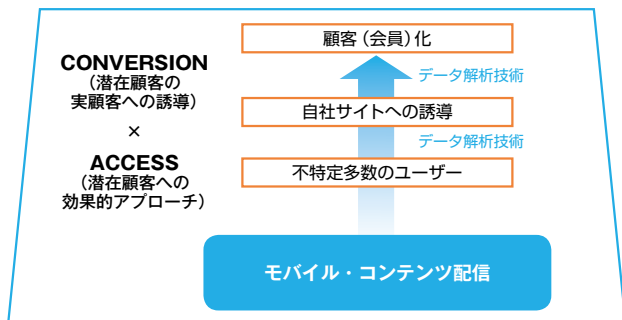 顧客（会員）化
CONVERSION
（潜在顧客の
実顧客への誘導）
データ解析技術
自社サイトへの誘導
×
データ解析技術
ACCESS
（潜在顧客への
効果的アプローチ）
不特定多数のユーザー
モバイル・コンテンツ配信